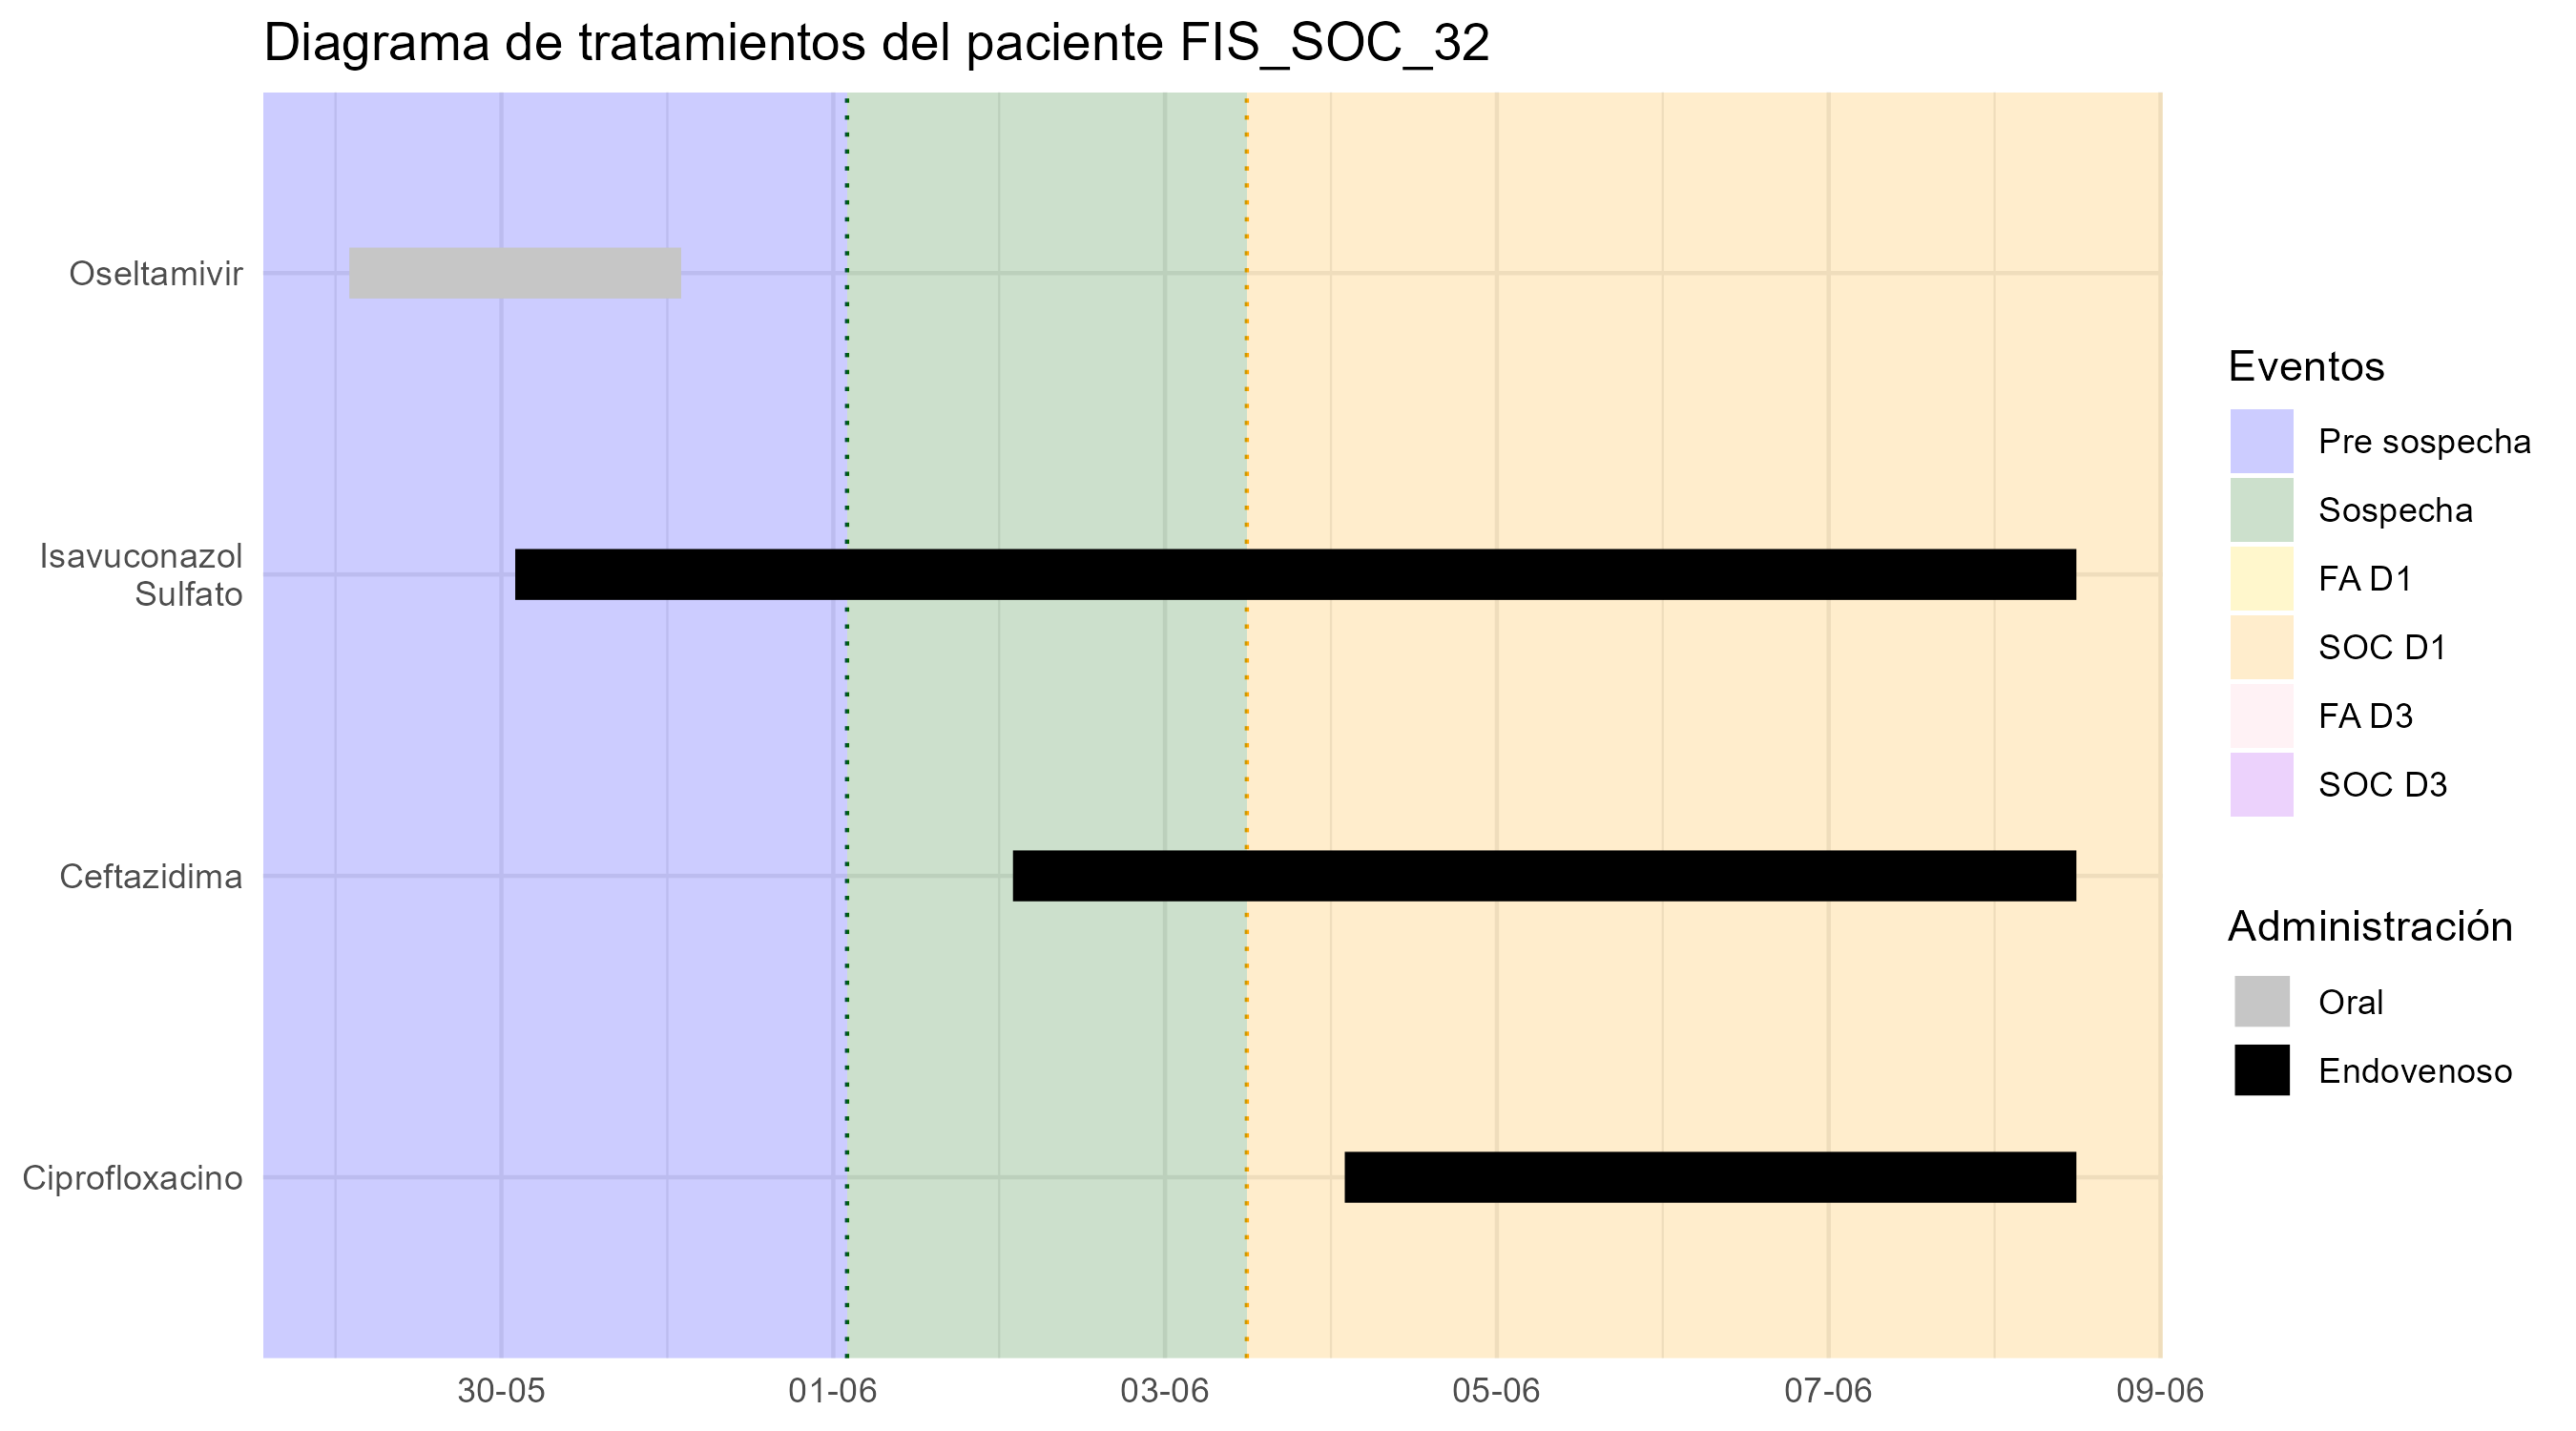 Diagrama de tratamientos del paciente FIS_SOC_32
Oseltamivir
Isavuconazol
Sulfato
Ceftazidima
Ciprofloxacino
30-05
01-06
03-06
05-06
07-06
09-06
Eventos
Pre sospecha
Sospecha
FA D1
SOC D1
FA D3
SOC D3
Administración
Oral
Endovenoso